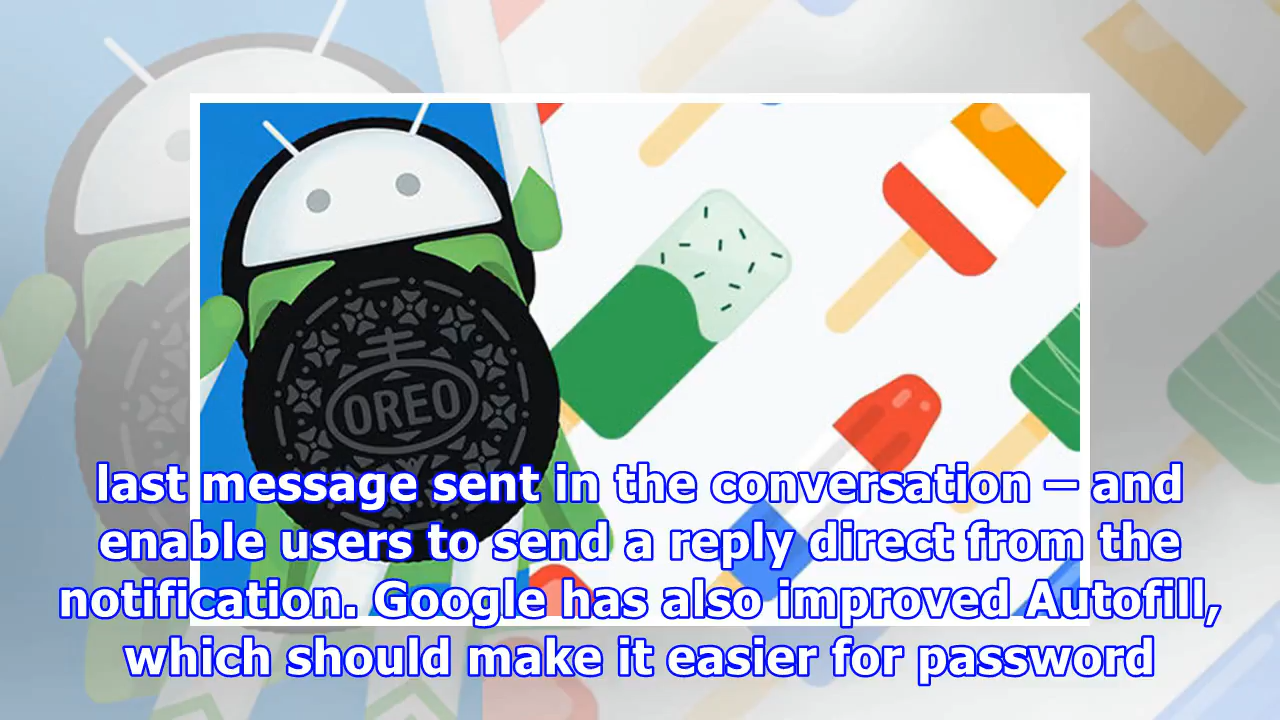 OREO
last message sent in the conversation – and
enable users to send a reply direct from the
notification. Google has also improved Autofill,
which should make it easier for password